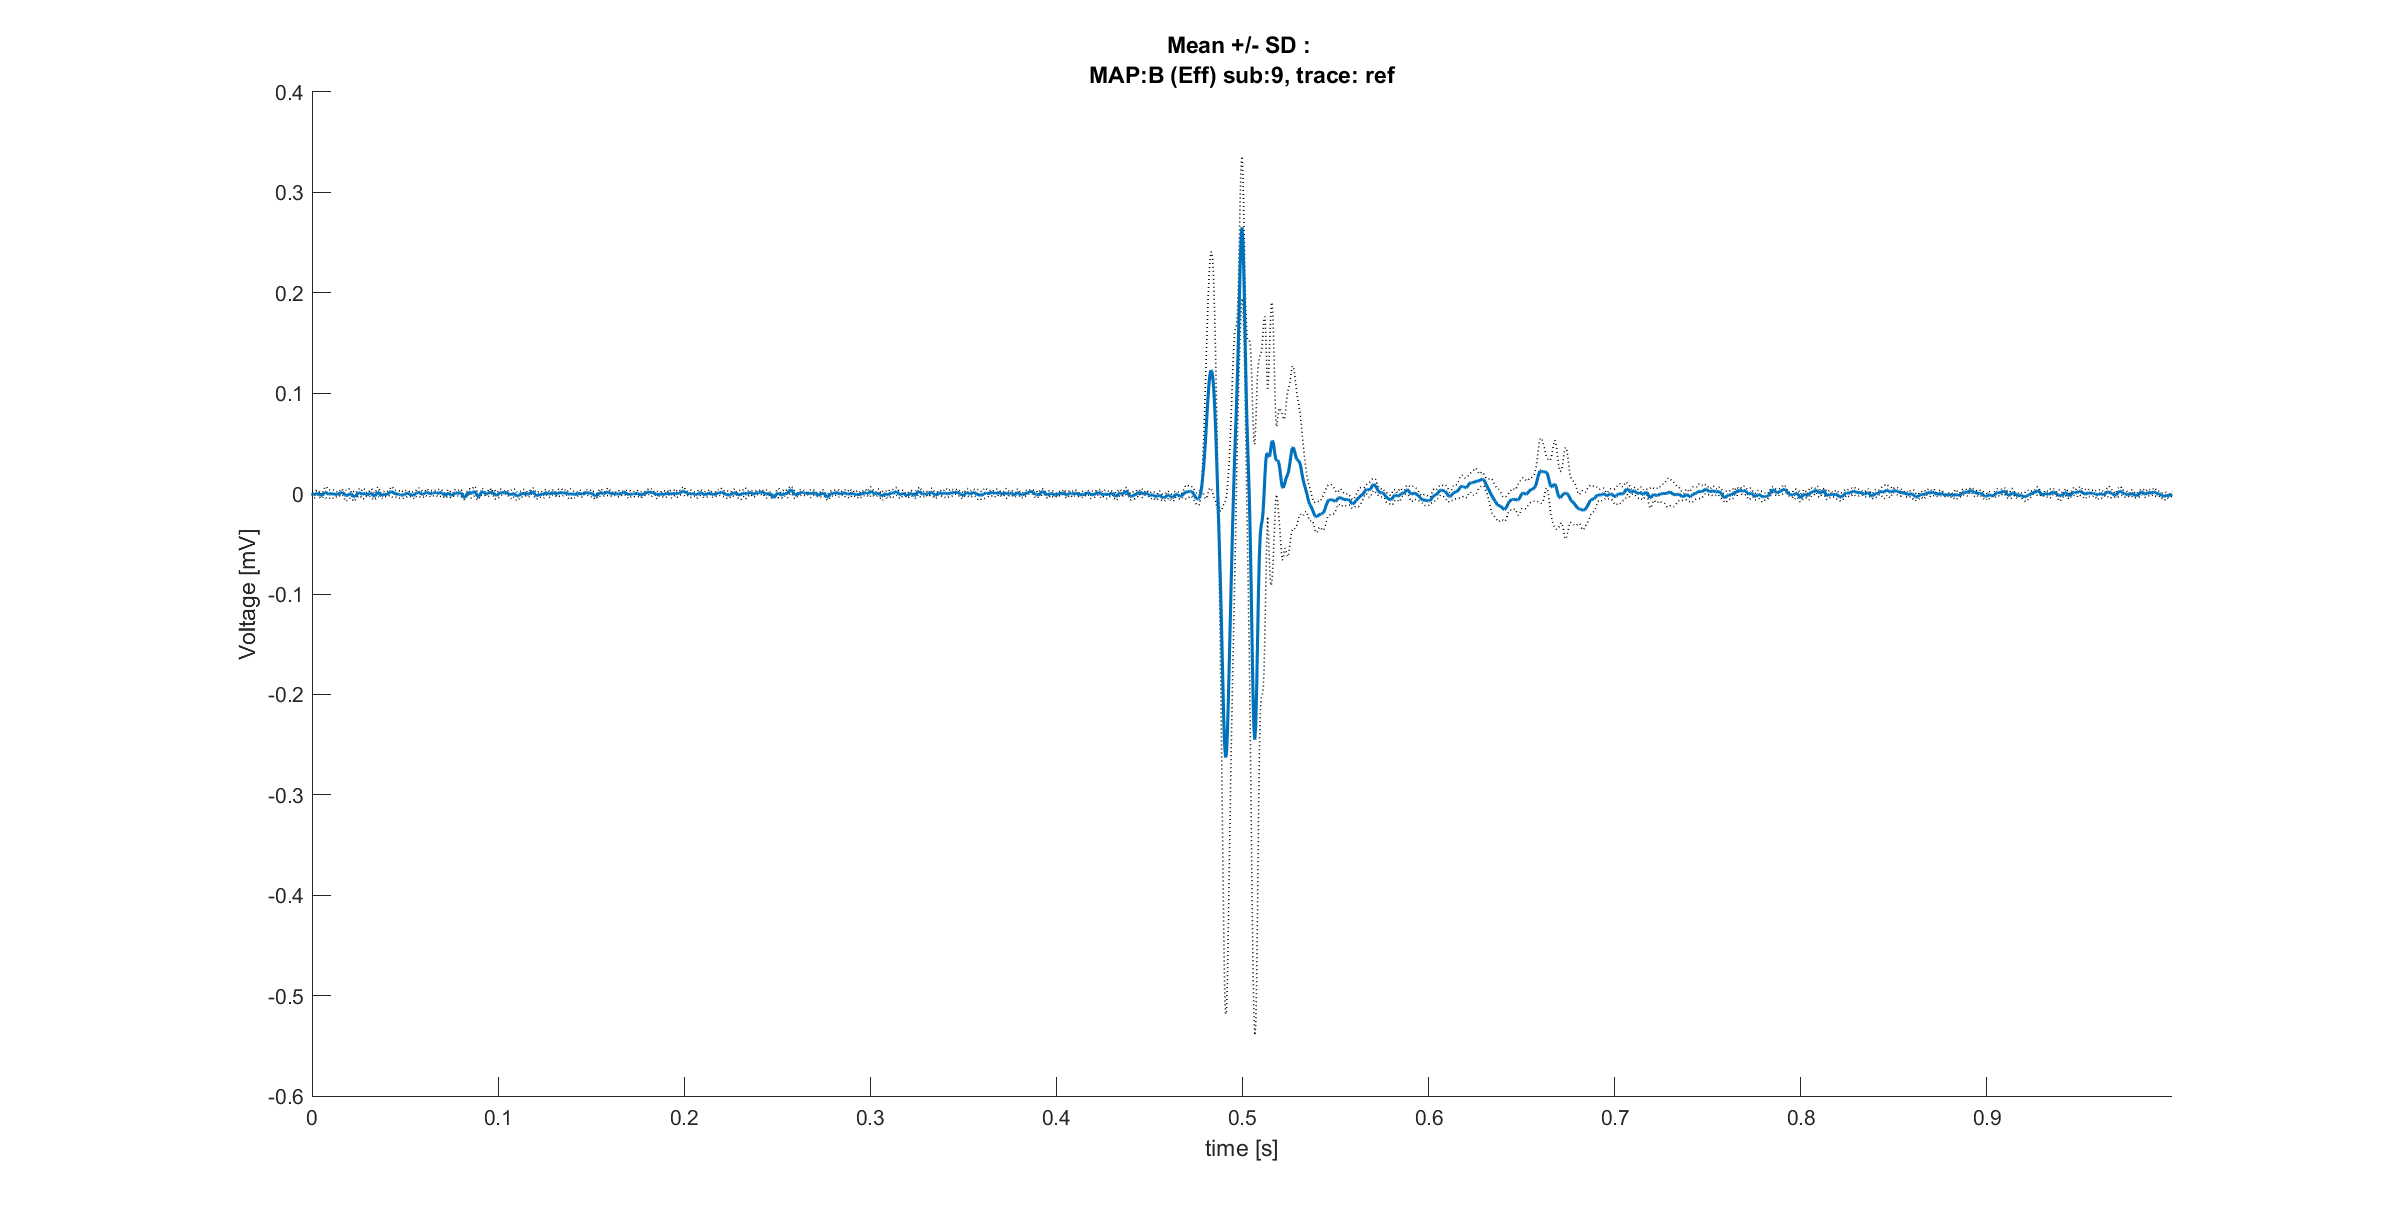 Mean +/- SD :
MAP:B (Eff) sub:9, trace: ref
0.4
0.3
0.2
0.1
0
-0.1
-0.2
-0.3
-0.4
-0.5
-0.6
Voltage [mV]
0 0.1 0.2 0.3 0.4 0.5 0.6 0.7 0.8 0.9
time [s]